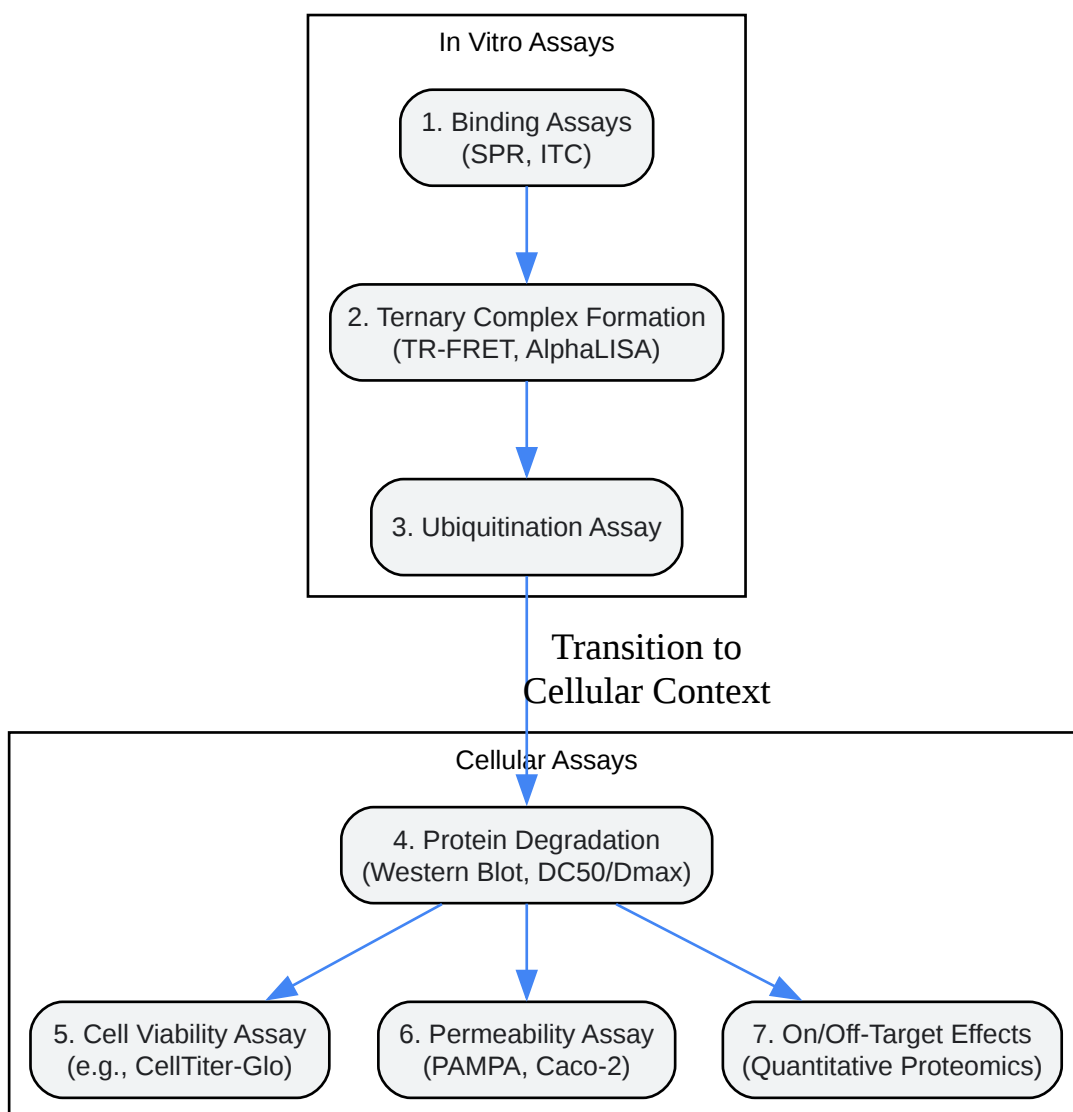 In Vitro Assays
1. Binding Assays
(SPR, ITC)
2. Ternary Complex Formation
(TR-FRET, AlphaLISA)
3. Ubiquitination Assay
Transition to
Cellular Context
Cellular Assays
4. Protein Degradation
(Western Blot, DC50/Dmax)
5. Cell Viability Assay
(e.g., CellTiter-Glo)
6. Permeability Assay
(PAMPA, Caco-2)
7. On/Off-Target Effects
(Quantitative Proteomics)